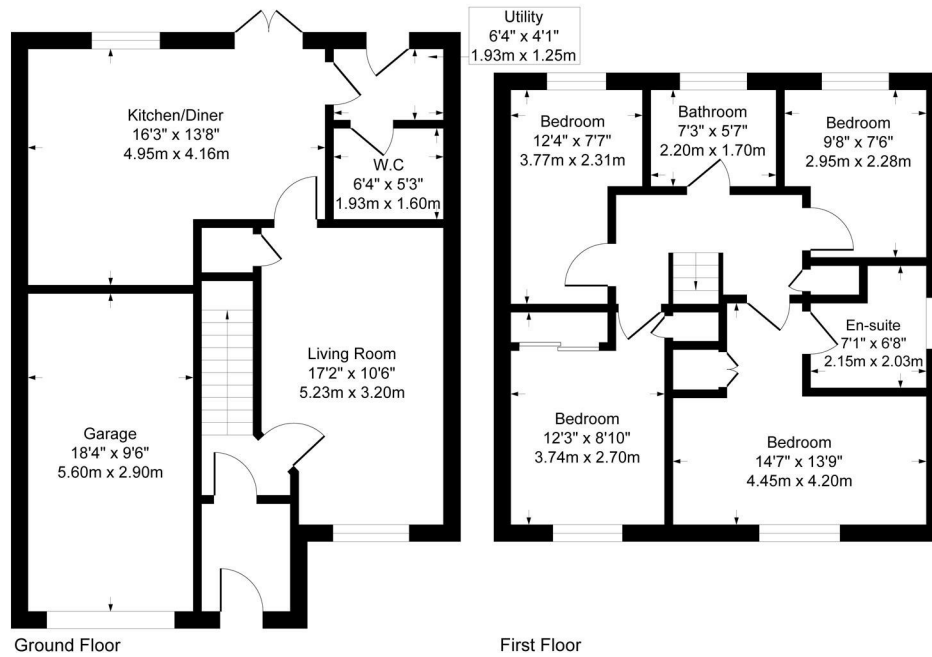 Utility
6'4" x 4'1"
1.93m x 1.25m
Kitchen/Diner
16'3" x 13'8"
4.95m x 4.16m
W.C
6'4" x 5'3"
1.93m x 1.60m
Living Room
17'2" x 10'6"
5.23m x 3.20m
Garage
18'4" x 9'6"
5.60m x 2.90m
Ground Floor
Bedroom
12'4" x 7'7"
3.77m x 2.31m
Bathroom
7'3" x 5'7"
2.20m x 1.70m
Bedroom
9'8" x 7'6"
2.95m x 2.28m
En-suite
7'1" x 6'8"
2.15m x 2.03m
Bedroom
12'3" x 8'10"
3.74m x 2.70m
Bedroom
14'7" x 13'9"
4.45m x 4.20m
First Floor